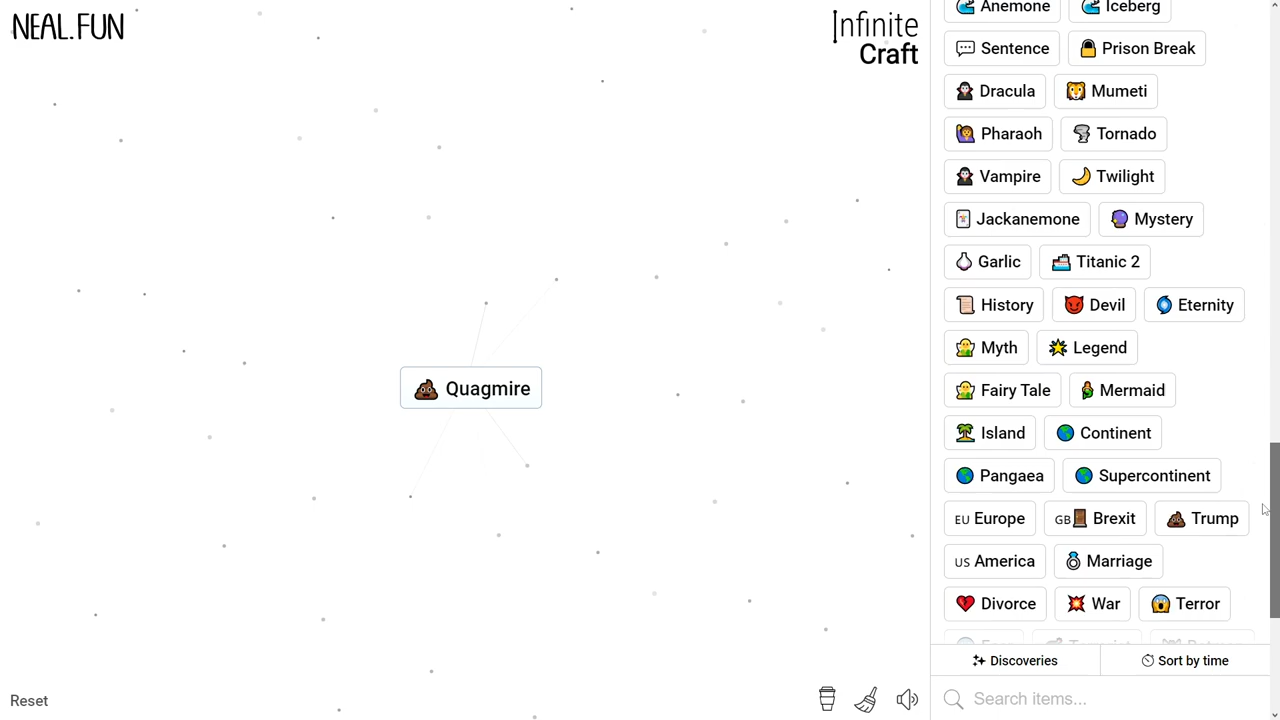 NEAL.FUN
Infinite
Craft
Anemone Iceberg
Sentence Prison Break
Dracula Mumeti
Pharaoh Tornado
Vampire Twilight
Jackanemone Mystery
Garlic Titanic 2
History Devil Eternity
Myth Legend
Fairy Tale Mermaid
Quagmire
Island Continent
Pangaea Supercontinent
EU Europe GB Brexit Trump
US America Marriage
Divorce War Terror
Discoveries Sort by time
Reset
Search items...